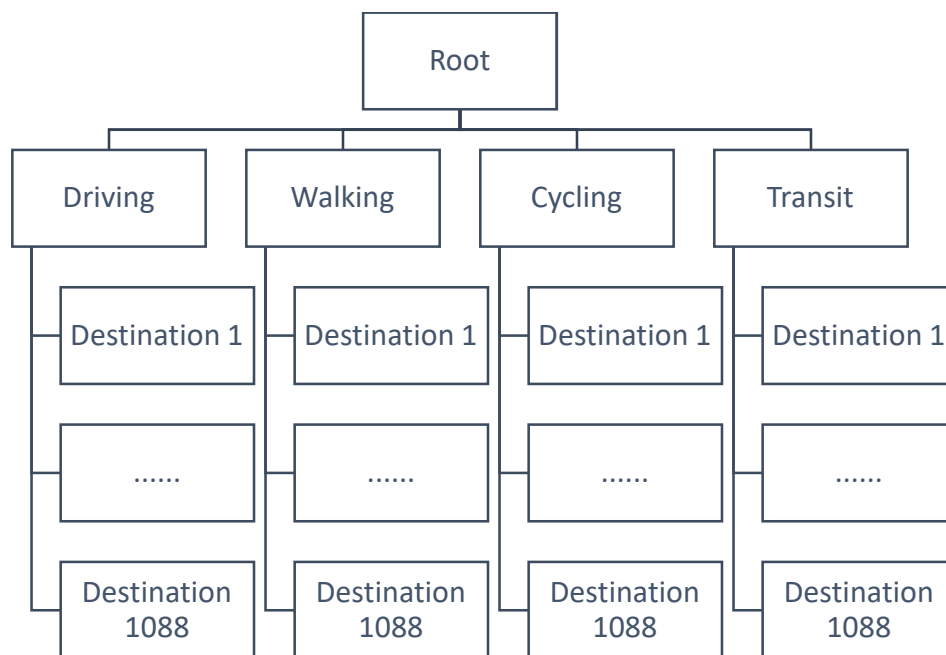 Root
Driving
Walking
Cycling
Transit
Destination 1
Destination 1
Destination 1
Destination 1
......
......
......
......
Destination
1088
Destination
1088
Destination
1088
Destination
1088